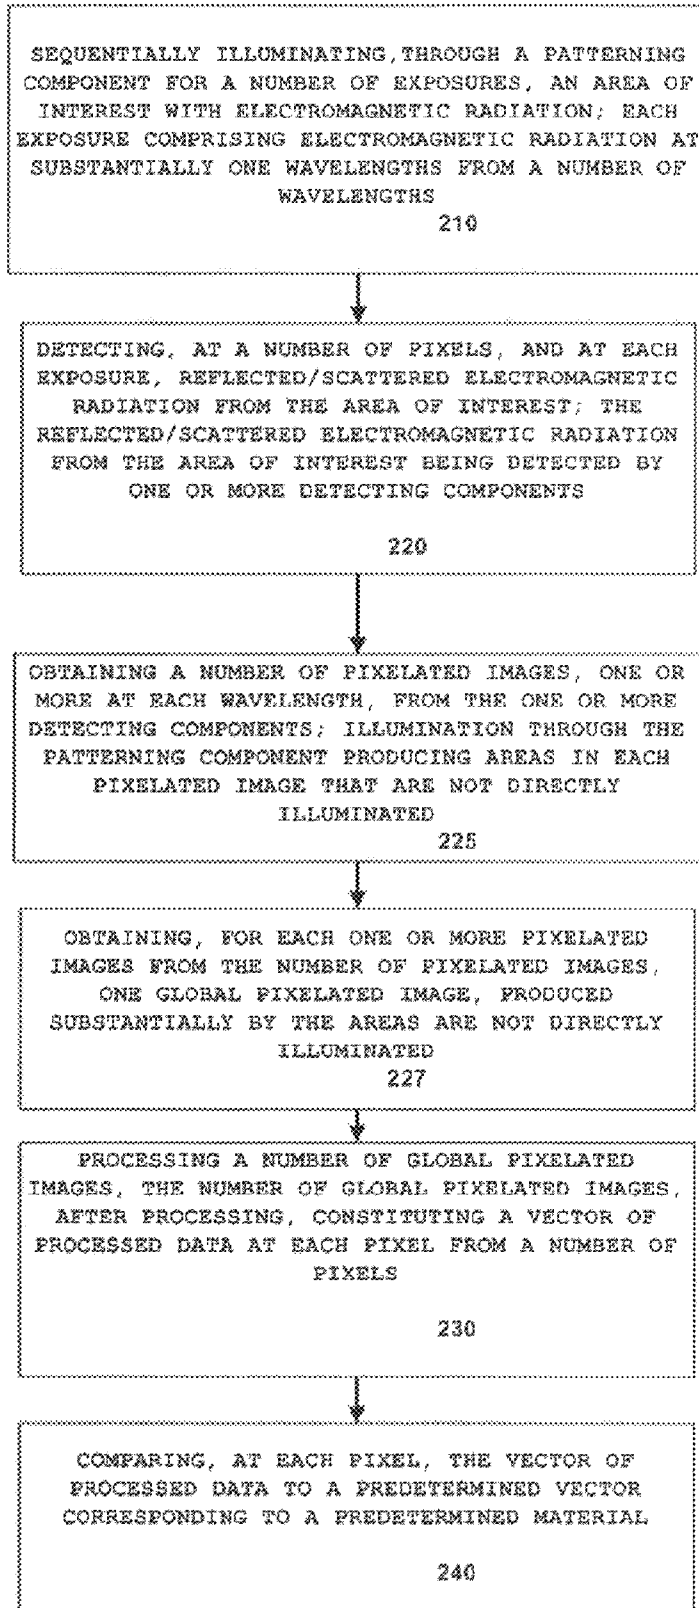 SEQUENTIALLY ILLUMINATING, THROUGH A PATTERNING
COMPONENT FOR A NUMBER OF EXPOSURES, AN AREA OF
INTEREST WITH ELECTROMAGNETIC RADIATION; EACH
EXPOSURE COMPRISING ELECTROMAGNETIC RADIATION AT
SUBSTANTIALLY ONE WAVELENGTHS FROM A NUMBER OF
WAVELENGTHS
210
DETECTING, AT A NUMBER OF PIXELS, AND AT EACH
EXPOSURE, REFLECTED/SCATTERED ELECTROMAGNETIC
RADIATION FROM THE AREA OF INTEREST; THE
REFLECTED/SCATTERED ELECTROMAGNETIC RADIATION
FROM THE AREA OF INTEREST BEING DETECTED BY
ONE OR MORE DETECTING COMPONENTS
220
OBTAINING A NUMBER OF PIXELATED IMAGES, ONE OR
MORE AT EACH WAVELENGTH, FROM THE ONE OR MORE
DETECTING COMPONENTS; ILLUMINATION THROUGH THE
PATTERNING COMPONENT PRODUCING AREAS IN EACH
PIXELATED IMAGE THAT ARE NOT DIRECTLY
ILLUMINATED
225
OBTAINING, FOR EACH ONE OR MORE PIXELATED
IMAGES FROM THE NUMBER OF PIXELATED IMAGES,
ONE GLOBAL PIXELATED IMAGE, PRODUCED
SUBSTANTIALLY BY THE AREAS ARE NOT DIRECTLY
ILLUMINATED
227
PROCESSING A NUMBER OF GLOBAL PIXELATED
IMAGES, THE NUMBER OF GLOBAL PIXELATED IMAGES,
AFTER PROCESSING, CONSTITUTING A VECTOR OF
PROCESSED DATA AT EACH PIXEL FROM A NUMBER OF
PIXELS
230
COMPARING, AT EACH PIXEL, THE VECTOR OF
PROCESSED DATA TO A PREDETERMINED VECTOR
CORRESPONDING TO A PREDETERMINED MATERIAL
240